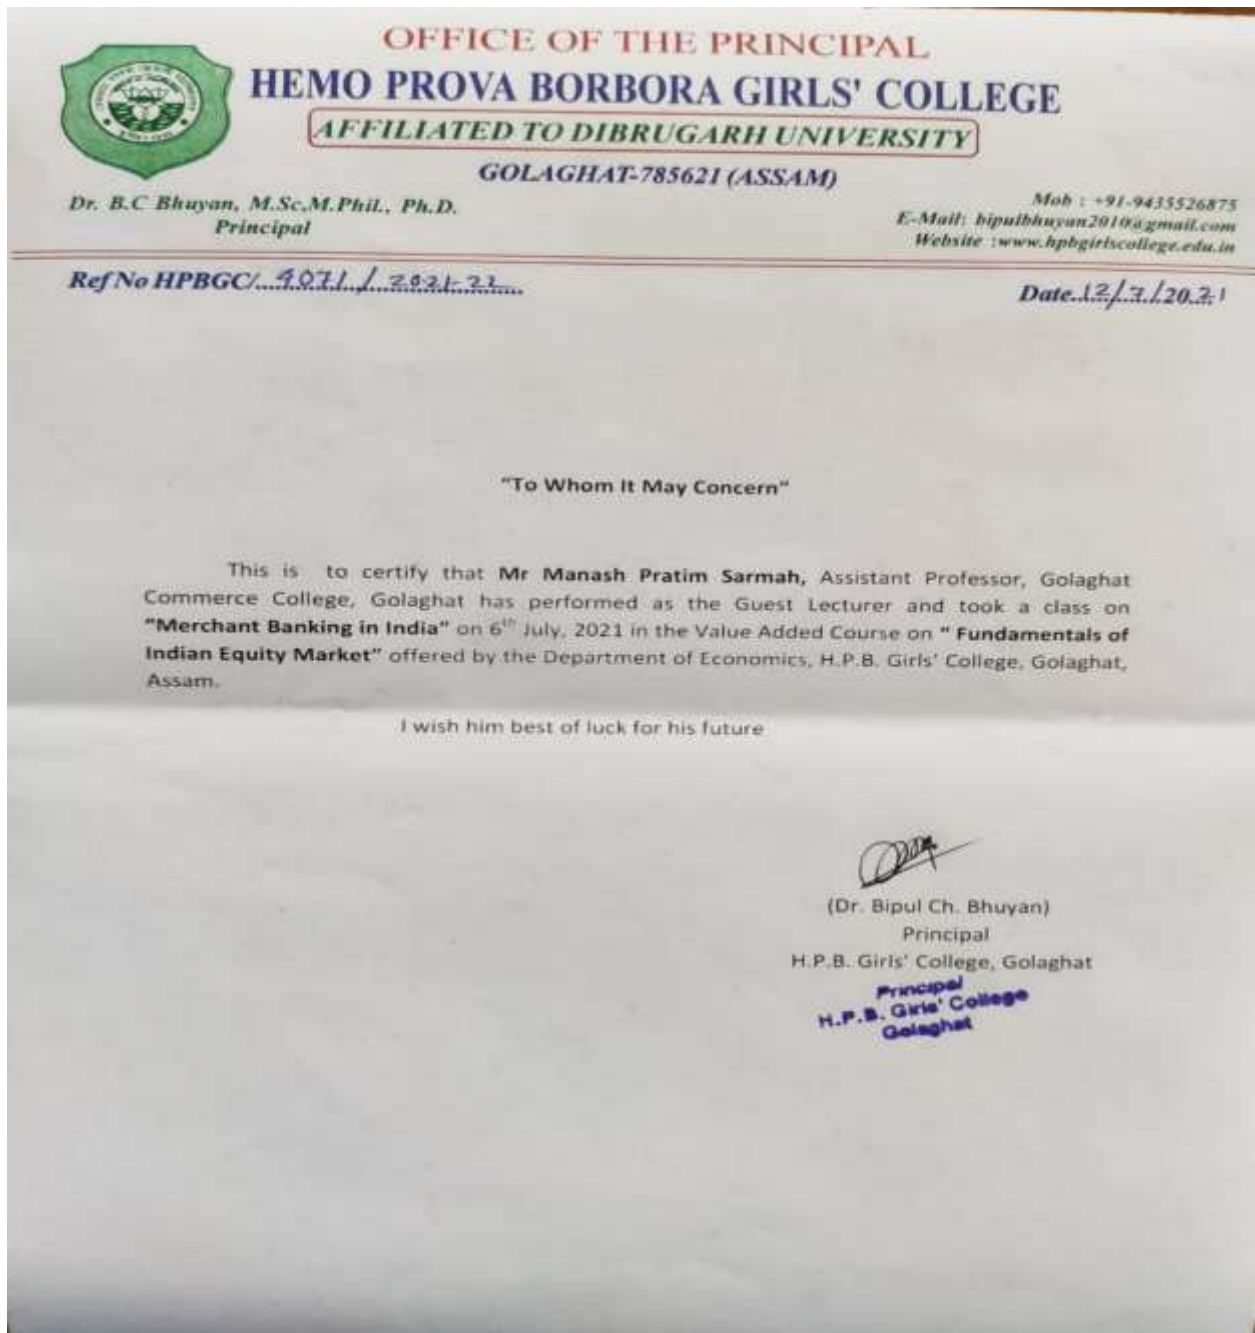 OFFICE OF THE PRINCIPAL
HEMO PROVA BORBORA GIRLS' COLLEGE
AFFILIATED TO DIBRUGARH UNIVERSITY
GOLAGHAT-785621 (ASSAM)
Dr. B.C Bhuyan, M.Sc.M.Phil., Ph.D.
Principal
Mob : +91-9435526875
E-Mail: bipulbhuyan2010@gmail.com
Website :www.hpbgirlscollege.edu.in
Ref No HPBGC/ 4071 / 2021-22
Date 12/7/2021
"To Whom It May Concern"
This is to certify that Mr Manash Pratim Sarmah, Assistant Professor, Golaghat
Commerce College, Golaghat has performed as the Guest Lecturer and took a class on
"Merchant Banking in India" on 6th July, 2021 in the Value Added Course on " Fundamentals of
Indian Equity Market" offered by the Department of Economics, H.P.B. Girls' College, Golaghat,
Assam.
I wish him best of luck for his future
(Dr. Bipul Ch. Bhuyan)
Principal
H.P.B. Girls' College, Golaghat
Principal
H.P.B. Girls' College
Golaghat